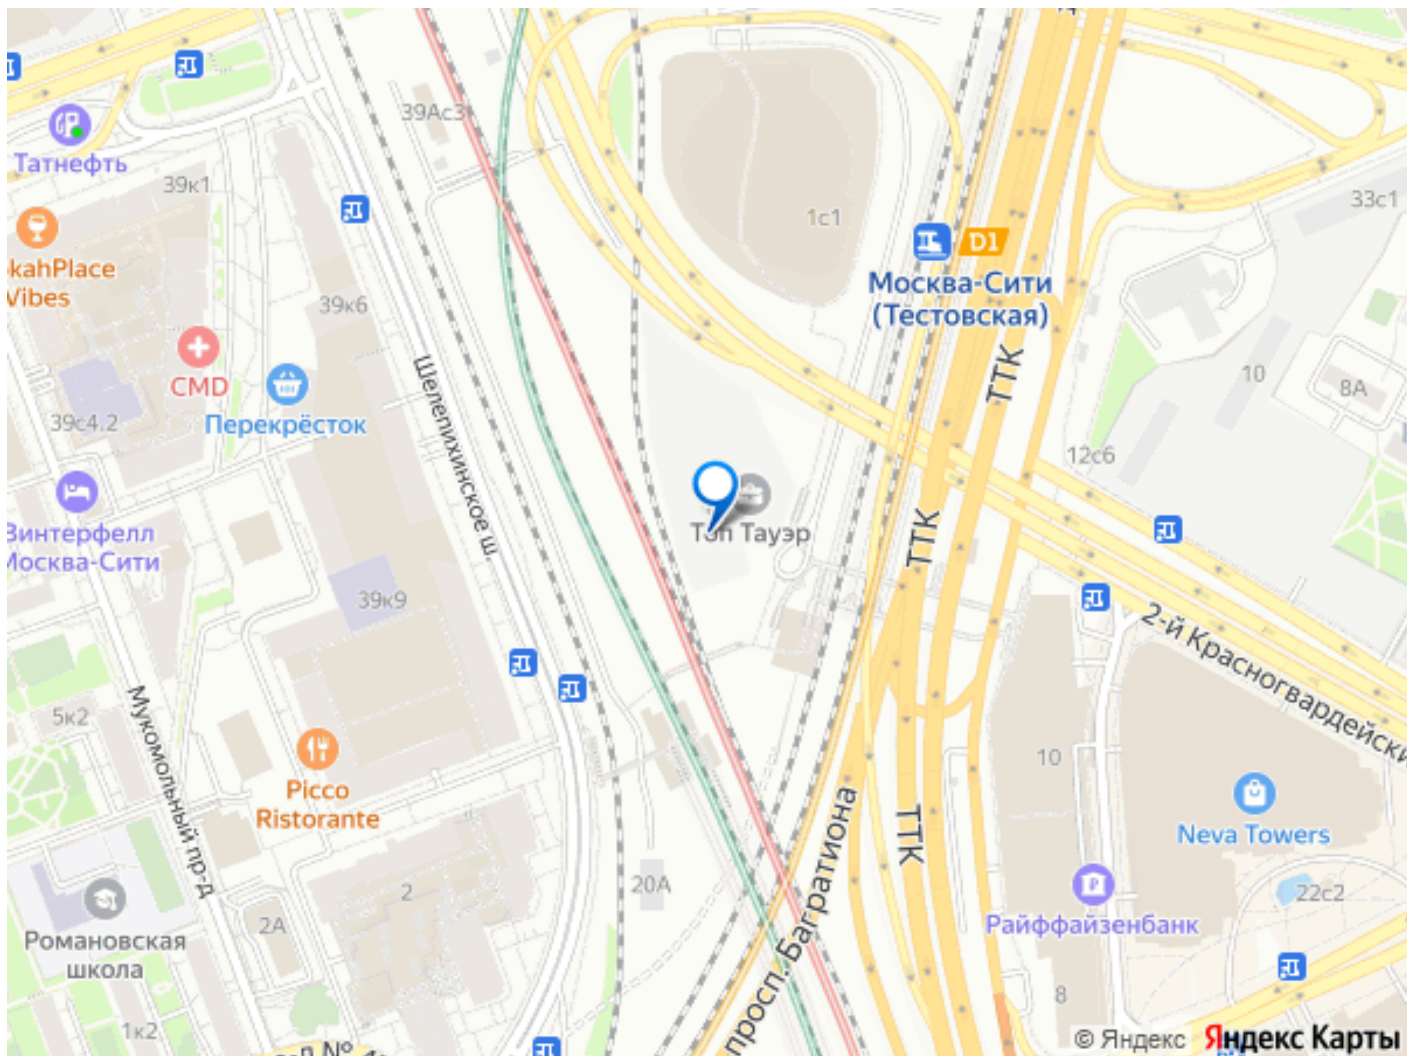 39Ас3
Татнефть
39к1
33с1
1с1
D1
kahPlace
Vibes
Москва-Сити
(Тестовская)
39к6
ТТК
10
8А
CMD
Шелепихинское ш.
Перекрёсток
39с4.2
12с6
Винтерфелл
Москва-Сити
Топ Тауэр
ТТК
39к9
2-й Красногвардейски
5к2
Мукомольный пр-д
10
Picco
Ristorante
ТТК
Neva Towers
просп. Багратиона
20А
2
22с2
2А
Райффайзенбанк
Романовская
школа
8
1к2
© Яндекс Яндекс Карты